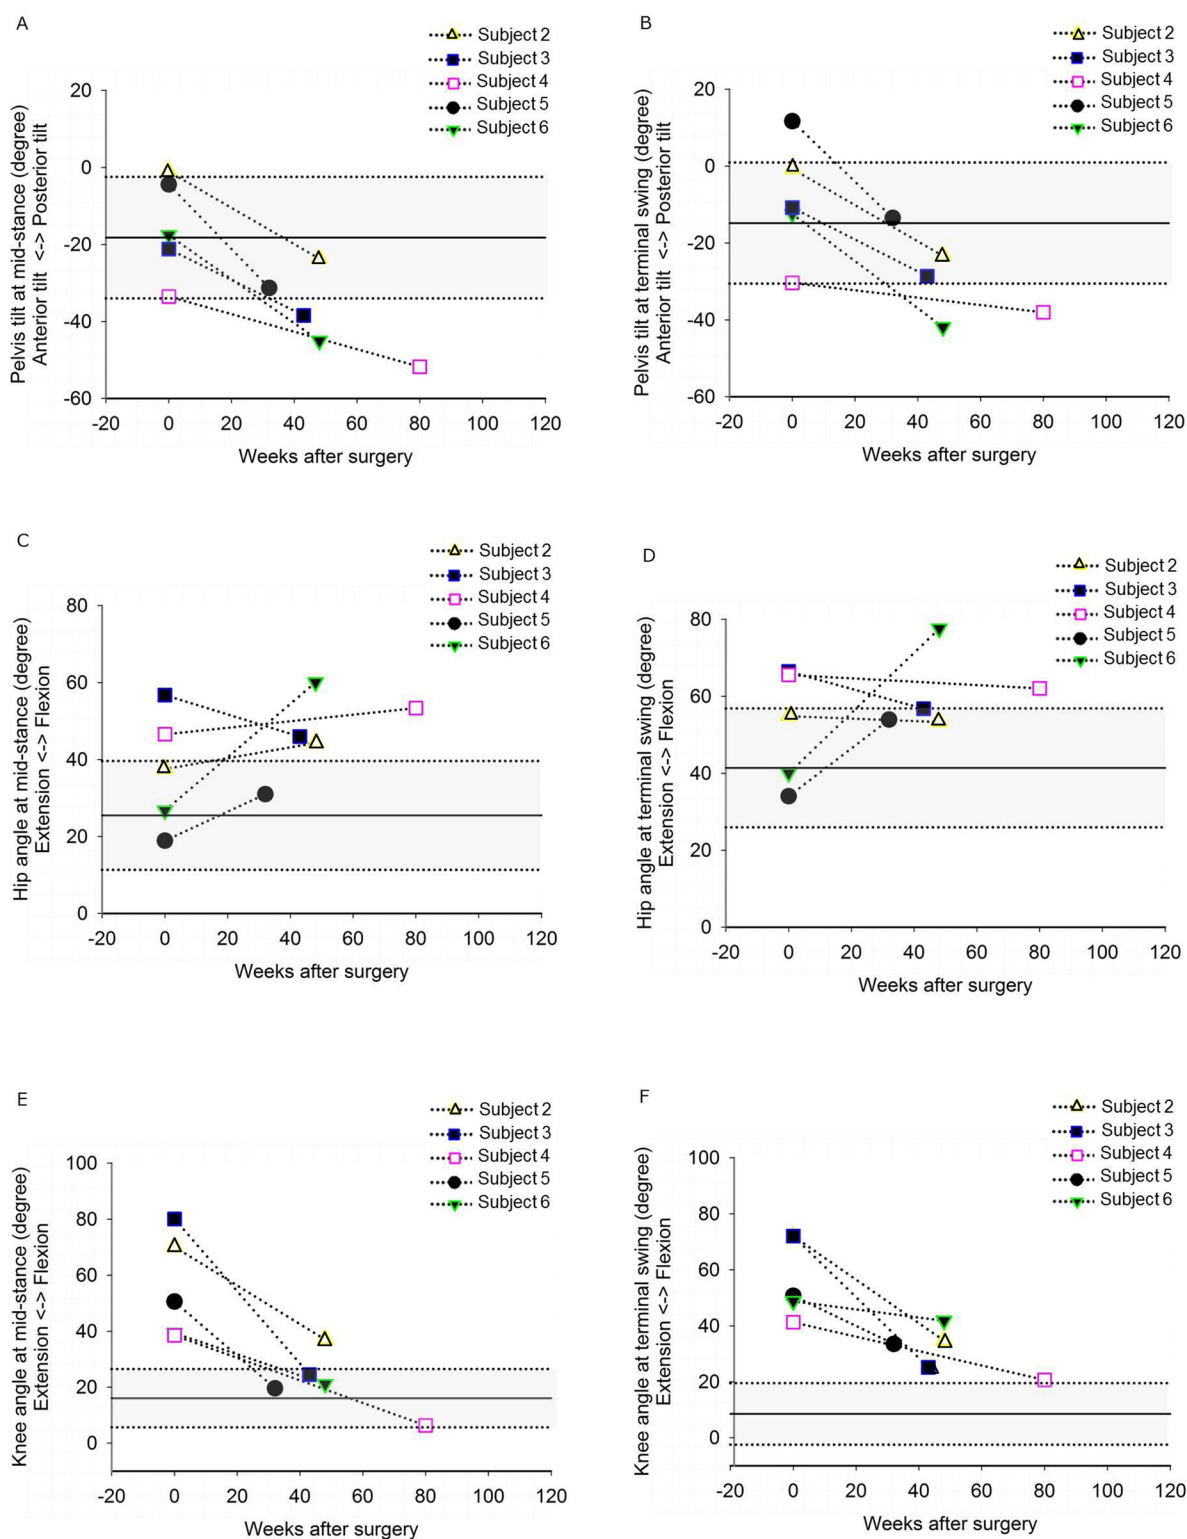 A
Subject 2
Subject 3
Subject 4
Subject 5
Subject 6
Pelvis tilt at mid-stance (degree)
Anterior tilt <-> Posterior tilt
20
0
-20
-40
-60
-20 0 20 40 60 80 100 120
Weeks after surgery
B
Subject 2
Subject 3
Subject 4
Subject 5
Subject 6
Pelvis tilt at terminal swing (degree)
Anterior tilt <-> Posterior tilt
20
0
-20
-40
-60
-20 0 20 40 60 80 100 120
Weeks after surgery
C
Subject 2
Subject 3
Subject 4
Subject 5
Subject 6
Hip angle at mid-stance (degree)
Extension <-> Flexion
80
60
40
20
0
-20 0 20 40 60 80 100 120
Weeks after surgery
D
Subject 2
Subject 3
Subject 4
Subject 5
Subject 6
Hip angle at terminal swing (degree)
Extension <-> Flexion
80
60
40
20
0
-20 0 20 40 60 80 100 120
Weeks after surgery
E
Subject 2
Subject 3
Subject 4
Subject 5
Subject 6
Knee angle at mid-stance (degree)
Extension <-> Flexion
100
80
60
40
20
0
-20 0 20 40 60 80 100 120
Weeks after surgery
F
Subject 2
Subject 3
Subject 4
Subject 5
Subject 6
Knee angle at terminal swing (degree)
Extension <-> Flexion
100
80
60
40
20
0
-20 0 20 40 60 80 100 120
Weeks after surgery